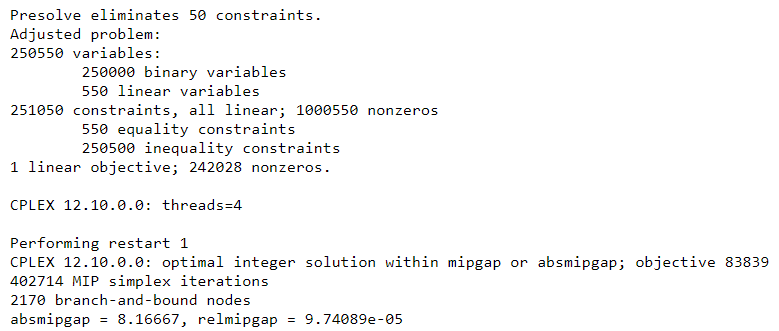 Presolve eliminates 50 constraints.
Adjusted problem:
250550 variables:
        250000 binary variables
        550 linear variables
251050 constraints, all linear; 1000550 nonzeros
        550 equality constraints
        250500 inequality constraints
1 linear objective; 242028 nonzeros.

CPLEX 12.10.0.0: threads=4

Performing restart 1
CPLEX 12.10.0.0: optimal integer solution within mipgap or absmipgap; objective 83839
402714 MIP simplex iterations
2170 branch-and-bound nodes
absmipgap = 8.16667, relmipgap = 9.74089e-05